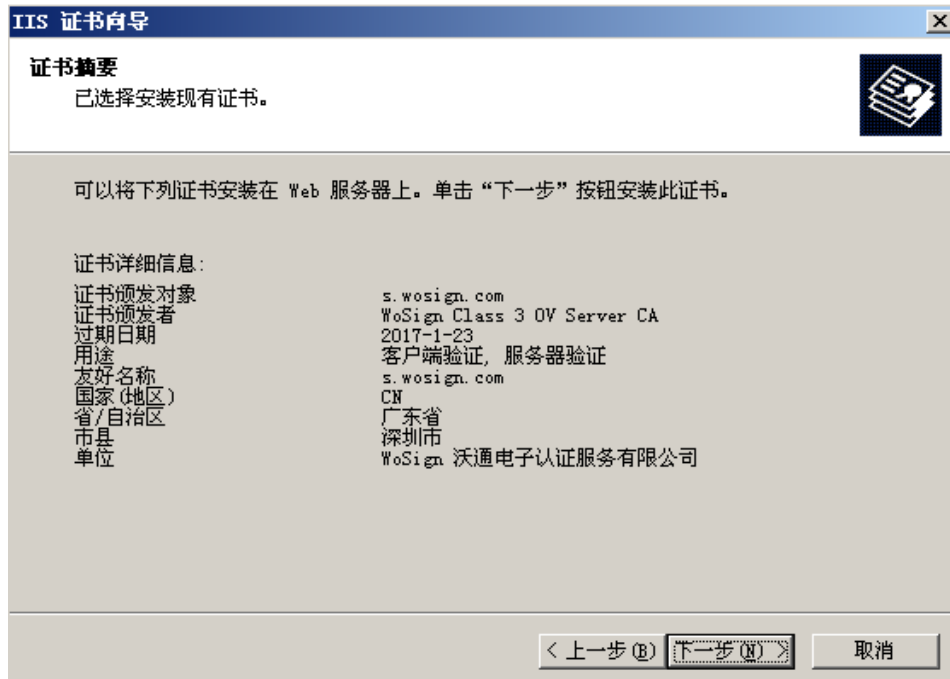 IIS 证书向导
证书摘要
已选择安装现有证书。
可以将下列证书安装在 Web 服务器上。单击“下一步”按钮安装此证书。
证书详细信息:
证书颁发对象 s.wosign.com
证书颁发者 WoSign Class 3 OV Server CA
过期日期 2017-1-23
用途 客户端验证, 服务器验证
友好名称 s.wosign.com
国家(地区) CN
省/自治区 广东省
市县 深圳市
单位 WoSign 沃通电子认证服务有限公司
< 上一步(B) 下一步(N) > 取消